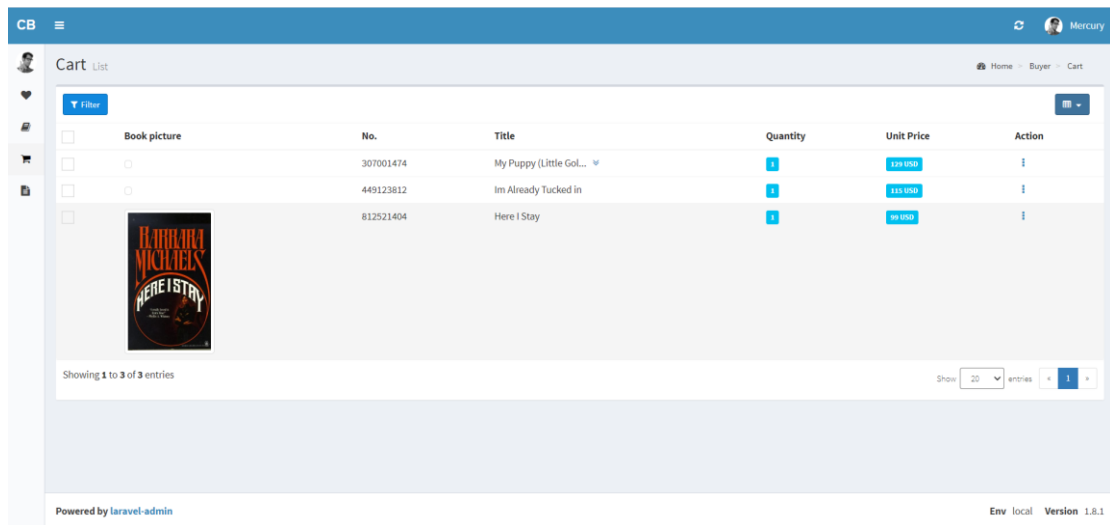 CB
Mercury
Cart List
Home > Buyer > Cart
Filter
Book picture No. Title Quantity Unit Price Action
307001474 My Puppy (Little Gol... 1 129 USD
449123812 Im Already Tucked in 1 115 USD
812521404 Here I Stay 1 99 USD
BARBARA
MICHAELS
HERE I STAY
Showing 1 to 3 of 3 entries
Show 20 entries « 1 »
Powered by laravel-admin
Env local Version 1.8.1